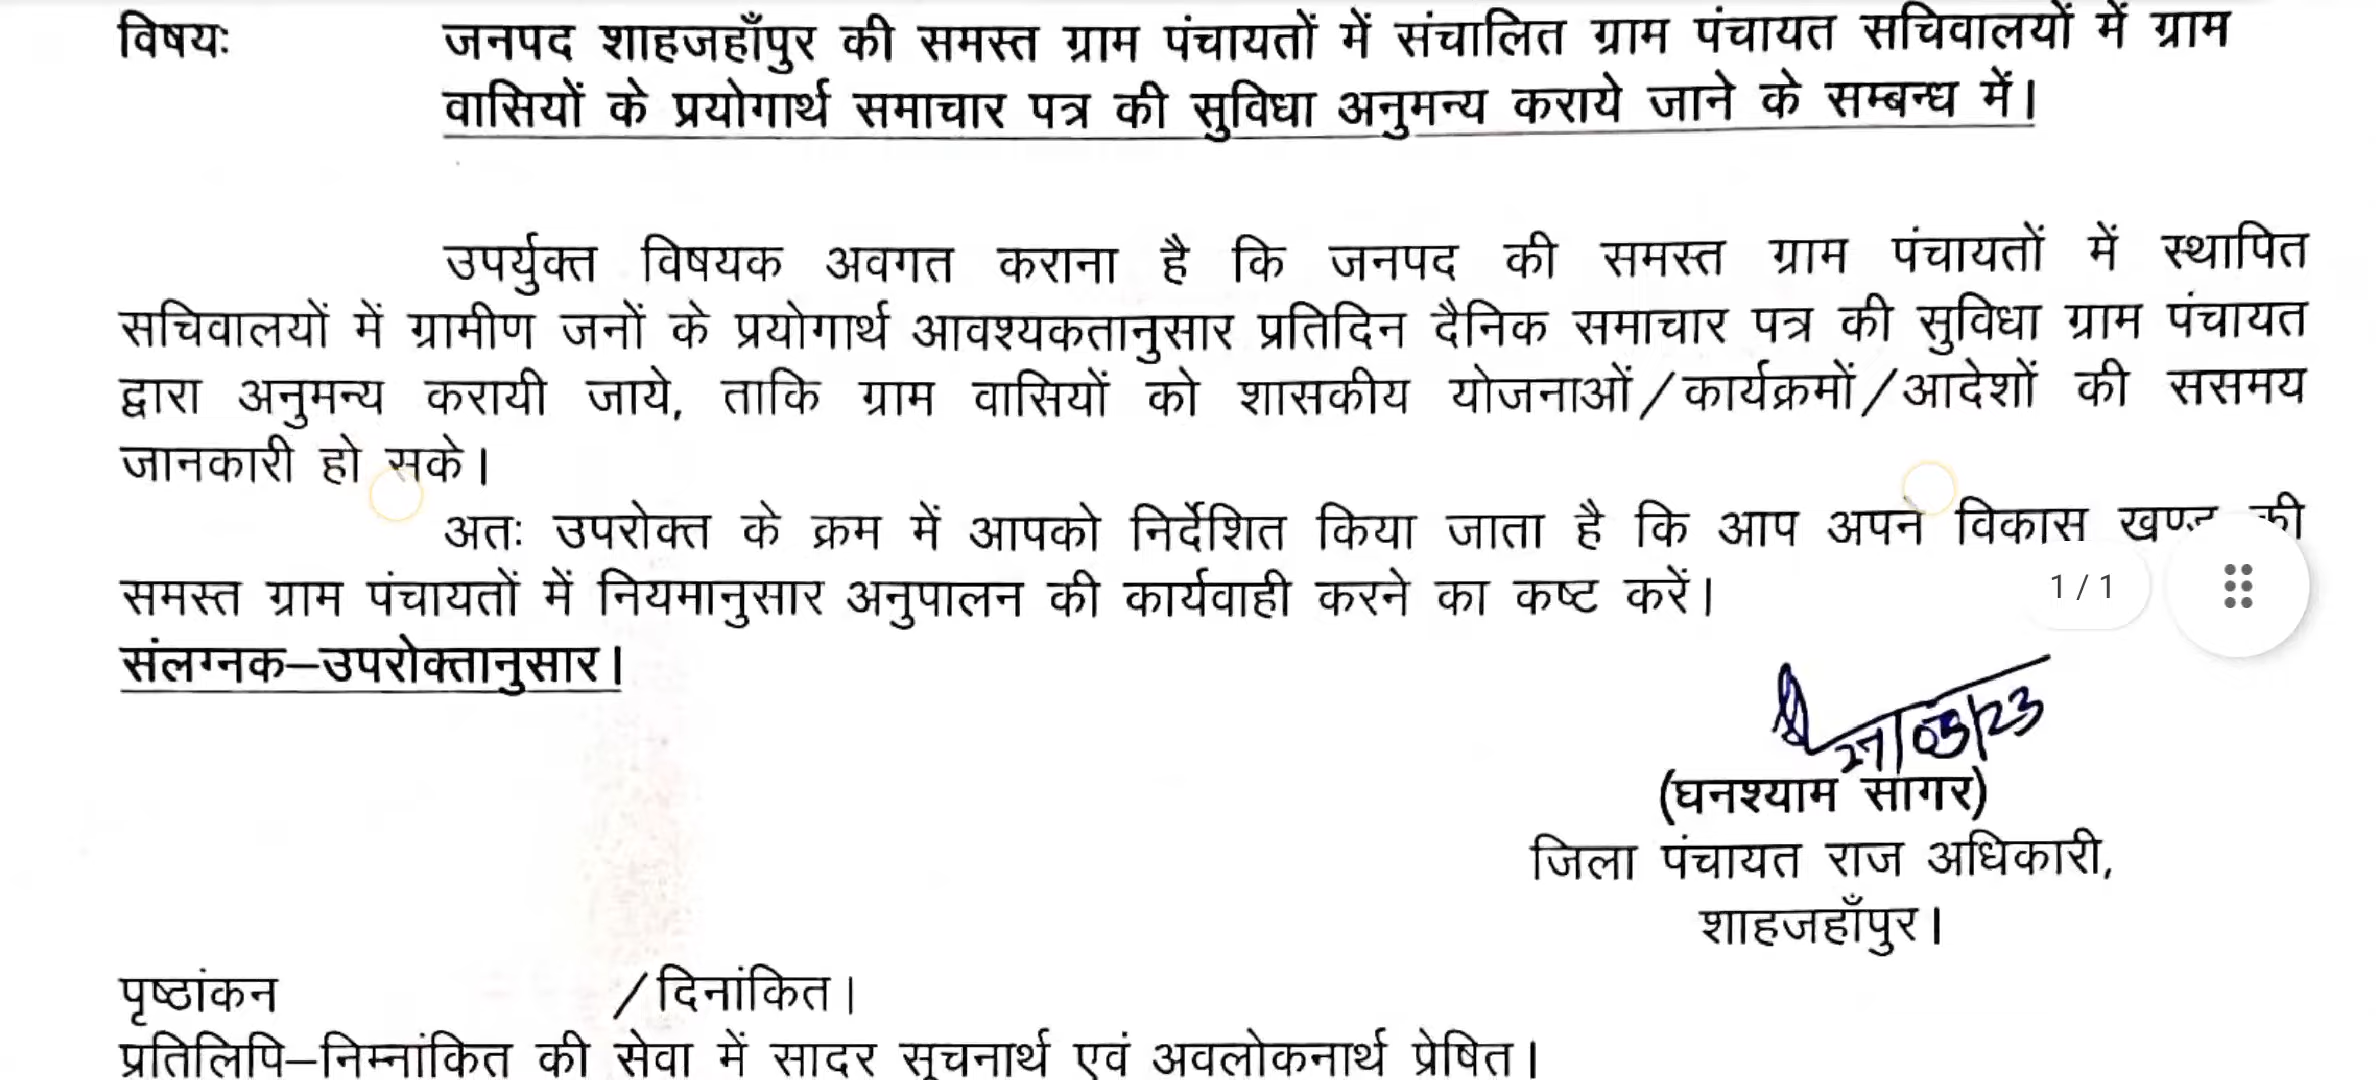 विषयः जनपद शाहजहाँपुर की समस्त ग्राम पंचायतों में संचालित ग्राम पंचायत सचिवालयों में ग्राम
वासियों के प्रयोगार्थ समाचार पत्र की सुविधा अनुमन्य कराये जाने के सम्बन्ध में।
उपर्युक्त विषयक अवगत कराना है कि जनपद की समस्त ग्राम पंचायतों में स्थापित
सचिवालयों में ग्रामीण जनों के प्रयोगार्थ आवश्यकतानुसार प्रतिदिन दैनिक समाचार पत्र की सुविधा ग्राम पंचायत
द्वारा अनुमन्य करायी जाये, ताकि ग्राम वासियों को शासकीय योजनाओं/कार्यक्रमों/आदेशों की ससमय
जानकारी हो सके।
अतः उपरोक्त के क्रम में आपको निर्देशित किया जाता है कि आप अपने विकास खण्ड की
समस्त ग्राम पंचायतों में नियमानुसार अनुपालन की कार्यवाही करने का कष्ट करें।
1/1
संलग्नक–उपरोक्तानुसार।
(घनश्याम सागर)
जिला पंचायत राज अधिकारी,
शाहजहाँपुर।
पृष्ठांकन /दिनांकित।
प्रतिलिपि–निम्नांकित की सेवा में सादर सूचनार्थ एवं अवलोकनार्थ प्रेषित।